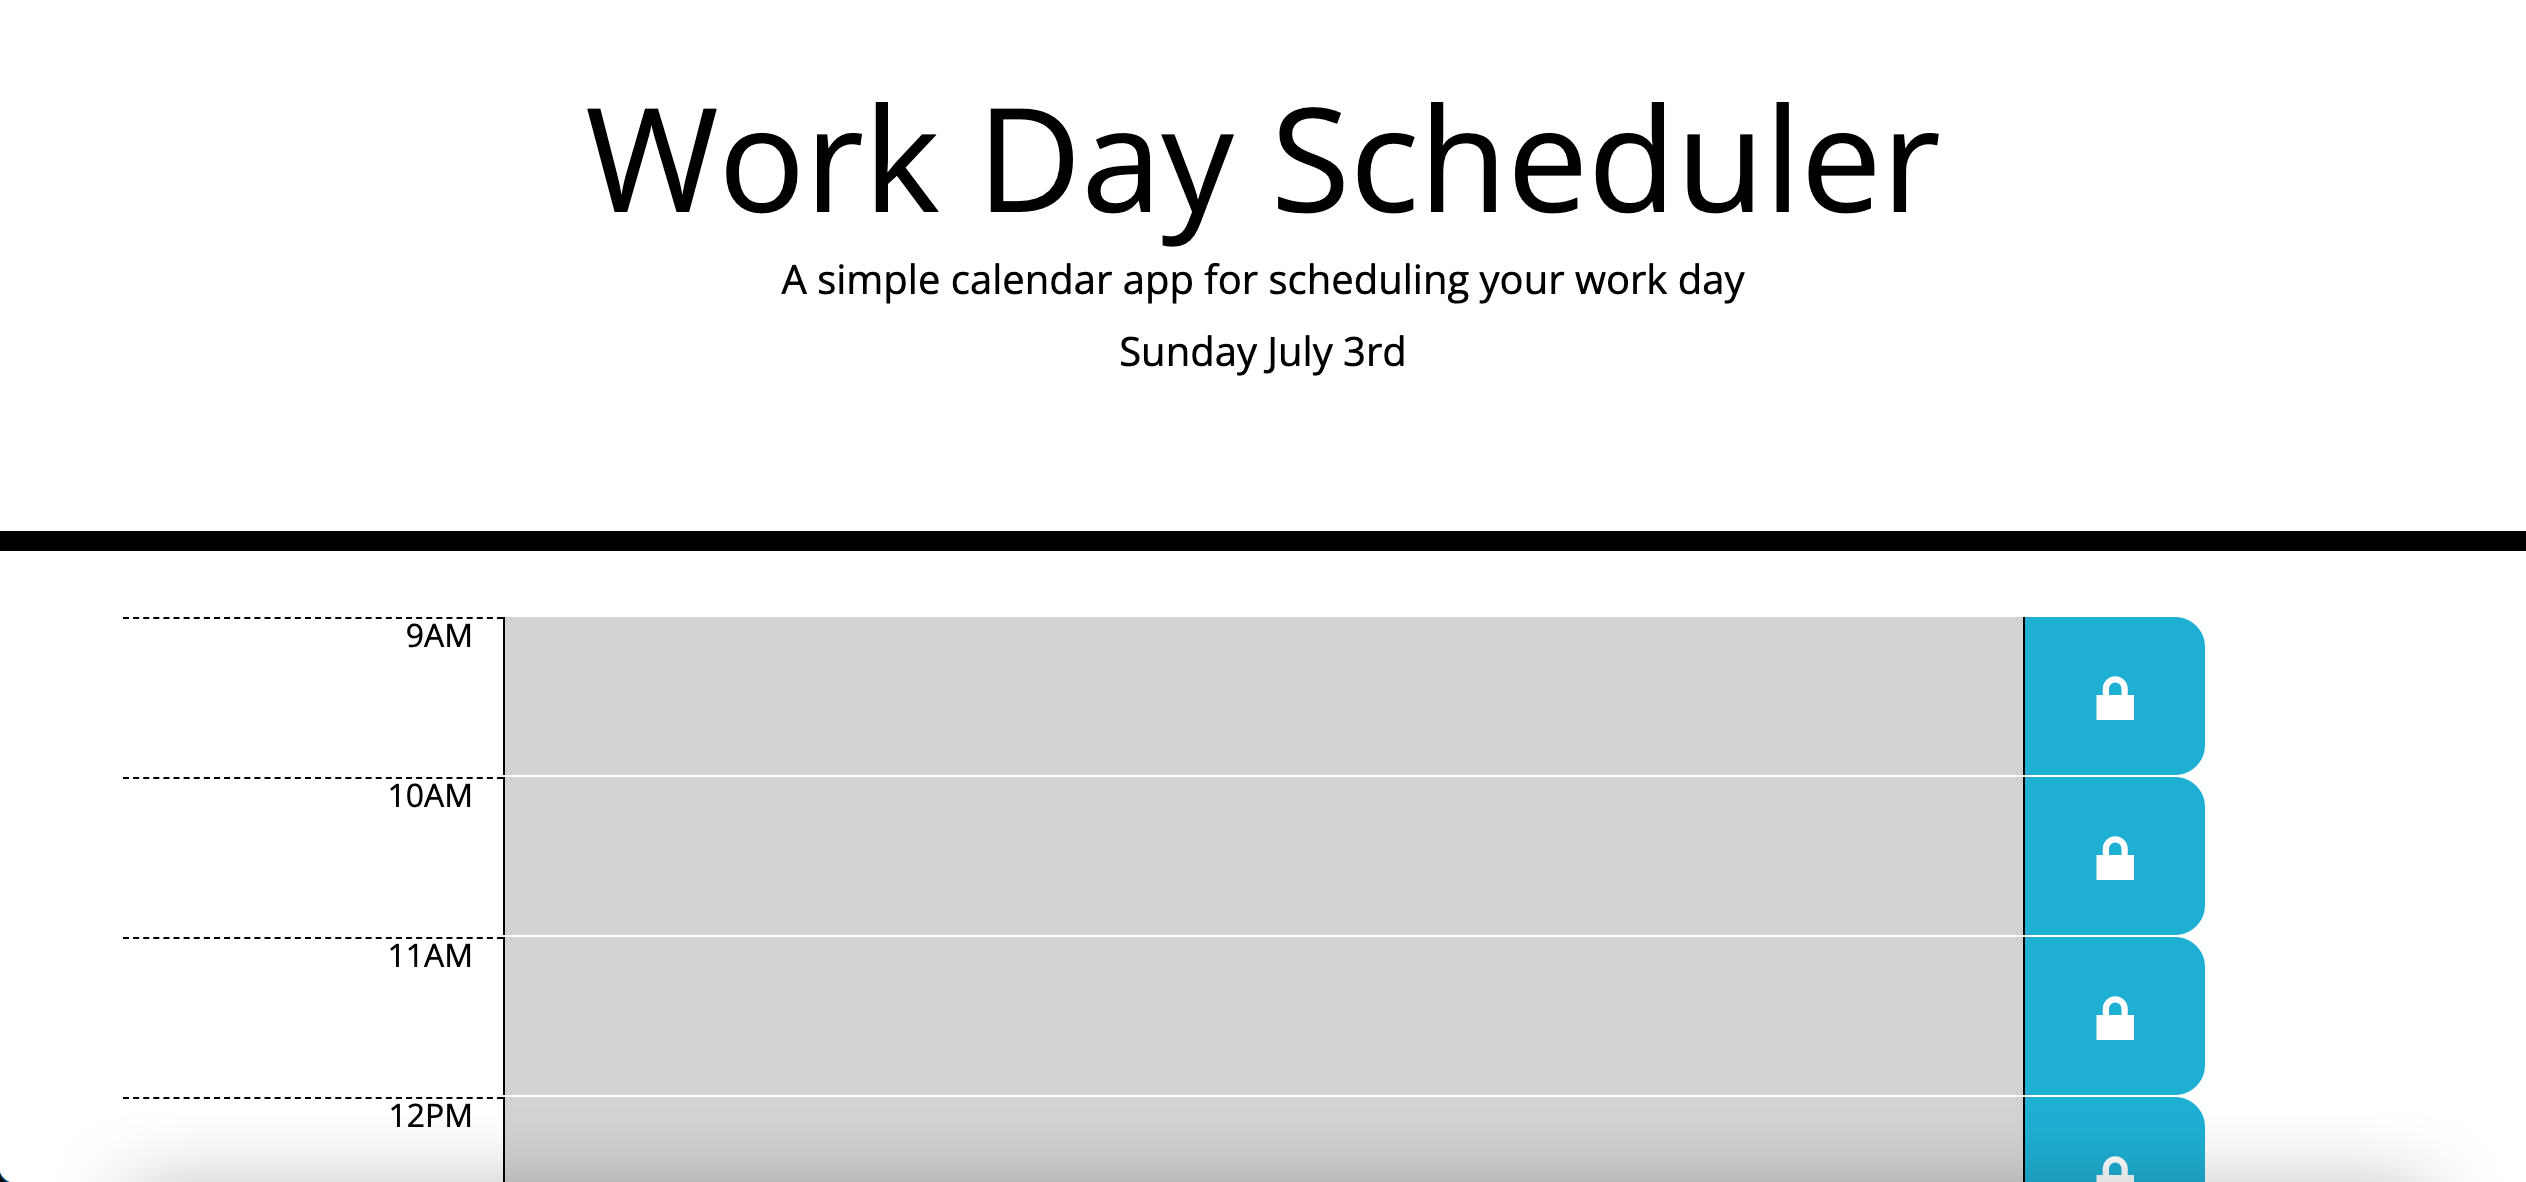 Work Day Scheduler
A simple calendar app for scheduling your work day
Sunday July 3rd
9AM
10AM
11AM
12PM